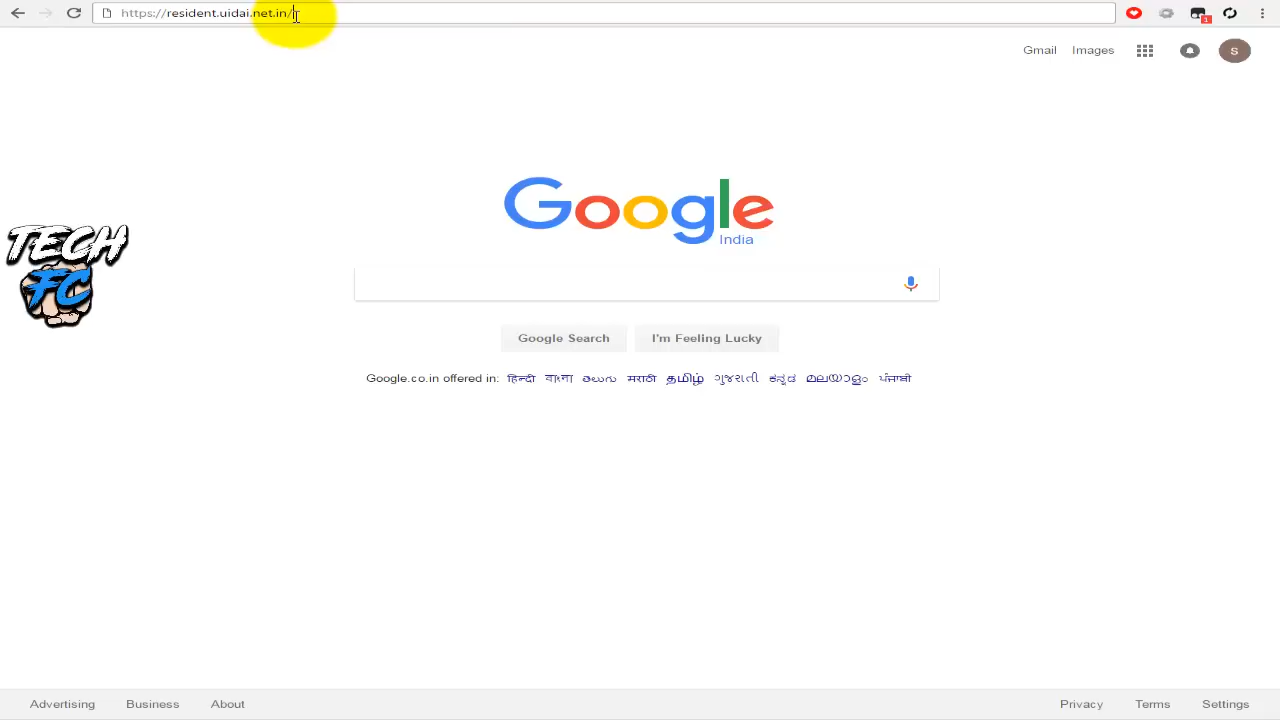 https://resident.uidai.net.in/
1
Gmail Images
S
Google
India
TECH
FC
Google Search I'm Feeling Lucky
Google.co.in offered in: हिन्दी বাংলা తెలుగు मराठी தமிழ் ગુજરાતી ಕನ್ನಡ മലയാളം ਪੰਜਾਬੀ
Advertising Business About Privacy Terms Settings